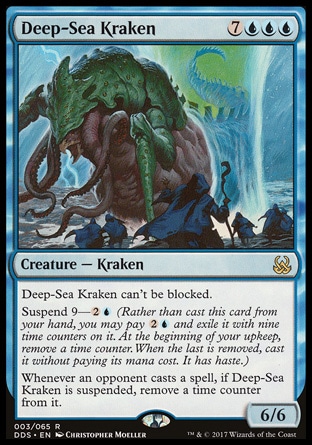 Deep-Sea Kraken 7
Creature — Kraken
Deep-Sea Kraken can't be blocked.
Suspend 9—2 (Rather than cast this card from
your hand, you may pay 2 and exile it with nine
time counters on it. At the beginning of your upkeep,
remove a time counter. When the last is removed, cast
it without paying its mana cost. It has haste.)
Whenever an opponent casts a spell, if Deep-Sea
Kraken is suspended, remove a time counter
from it.
6/6
003/065 R
DDS • EN Christopher Moeller
™ & © 2017 Wizards of the Coast